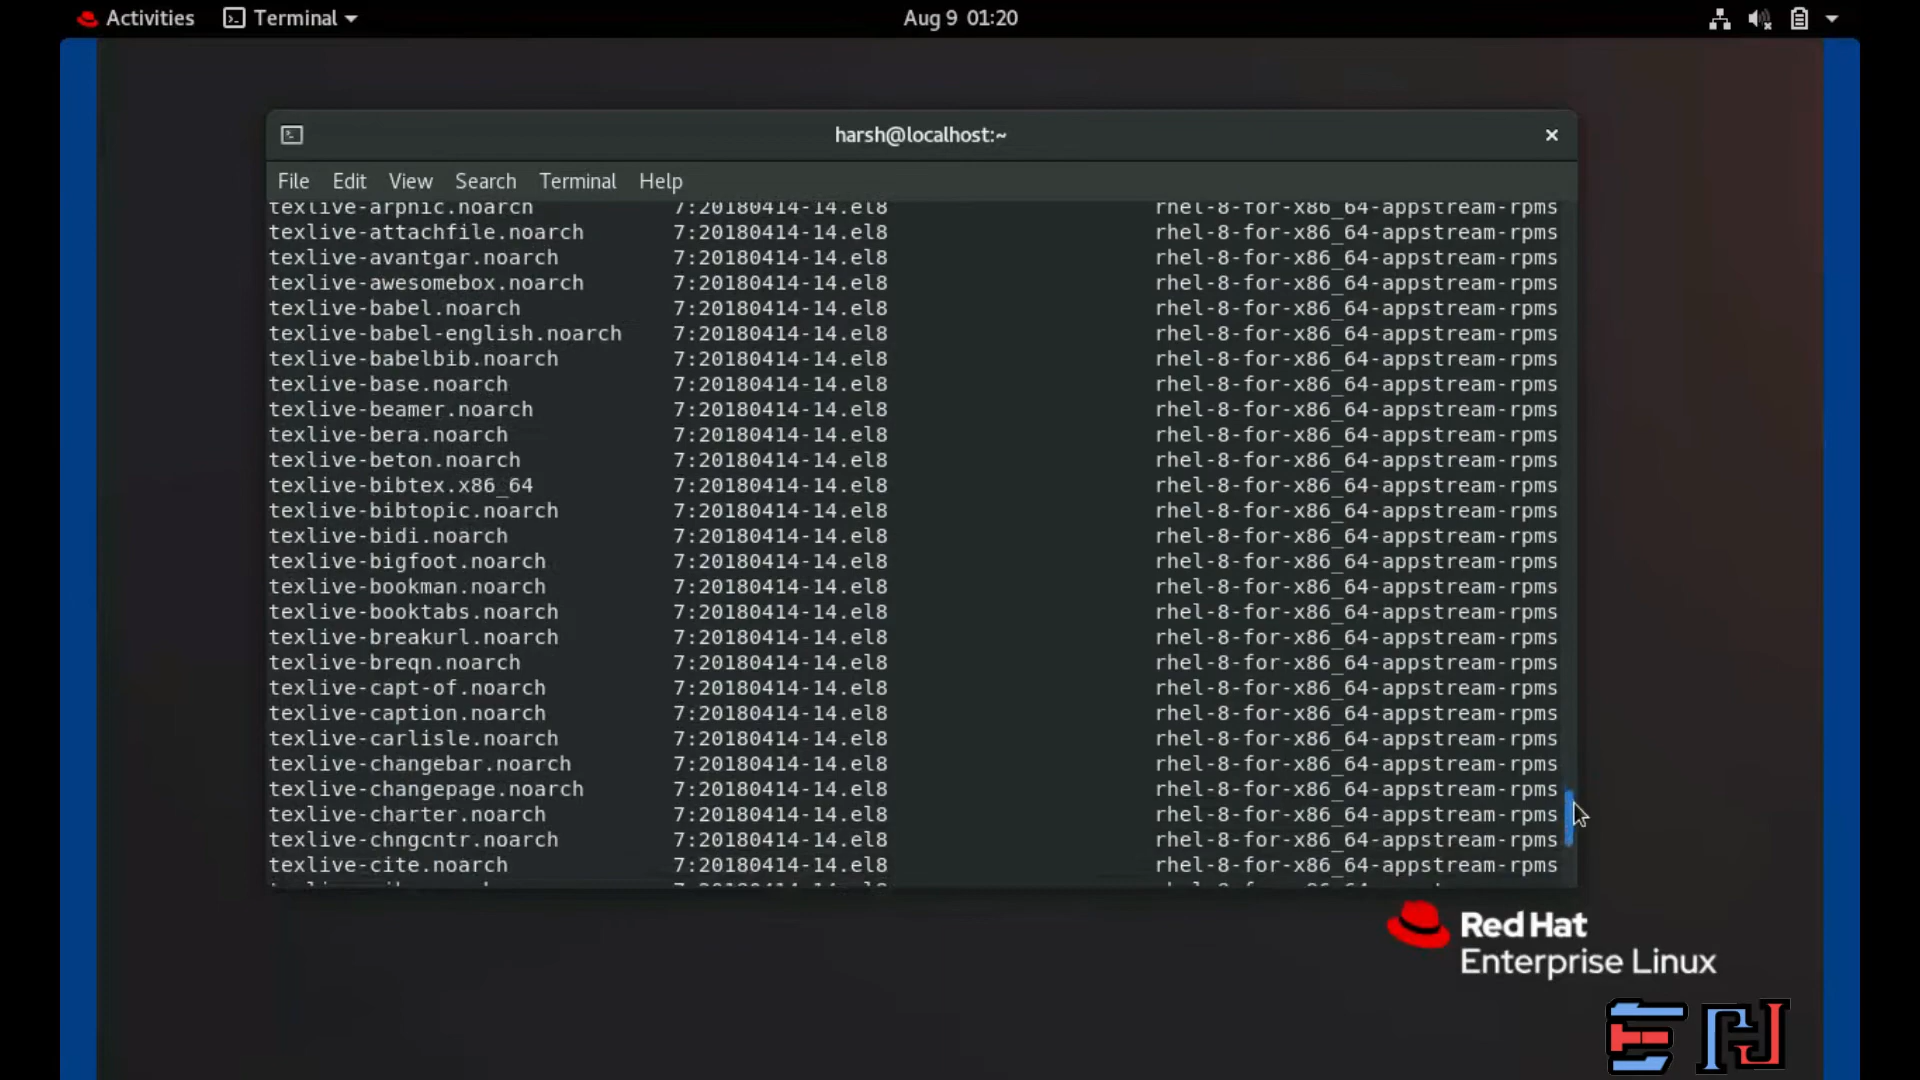 Activities Terminal Aug 9 01:20
harsh@localhost:~
File Edit View Search Terminal Help
texlive-arphic.noarch 7:20180414-14.el8 rhel-8-for-x86_64-appstream-rpms
texlive-attachfile.noarch 7:20180414-14.el8 rhel-8-for-x86_64-appstream-rpms
texlive-avantgar.noarch 7:20180414-14.el8 rhel-8-for-x86_64-appstream-rpms
texlive-awesomebox.noarch 7:20180414-14.el8 rhel-8-for-x86_64-appstream-rpms
texlive-babel.noarch 7:20180414-14.el8 rhel-8-for-x86_64-appstream-rpms
texlive-babel-english.noarch 7:20180414-14.el8 rhel-8-for-x86_64-appstream-rpms
texlive-babelbib.noarch 7:20180414-14.el8 rhel-8-for-x86_64-appstream-rpms
texlive-base.noarch 7:20180414-14.el8 rhel-8-for-x86_64-appstream-rpms
texlive-beamer.noarch 7:20180414-14.el8 rhel-8-for-x86_64-appstream-rpms
texlive-bera.noarch 7:20180414-14.el8 rhel-8-for-x86_64-appstream-rpms
texlive-beton.noarch 7:20180414-14.el8 rhel-8-for-x86_64-appstream-rpms
texlive-bibtex.x86_64 7:20180414-14.el8 rhel-8-for-x86_64-appstream-rpms
texlive-bibtopic.noarch 7:20180414-14.el8 rhel-8-for-x86_64-appstream-rpms
texlive-bidi.noarch 7:20180414-14.el8 rhel-8-for-x86_64-appstream-rpms
texlive-bigfoot.noarch 7:20180414-14.el8 rhel-8-for-x86_64-appstream-rpms
texlive-bookman.noarch 7:20180414-14.el8 rhel-8-for-x86_64-appstream-rpms
texlive-booktabs.noarch 7:20180414-14.el8 rhel-8-for-x86_64-appstream-rpms
texlive-breakurl.noarch 7:20180414-14.el8 rhel-8-for-x86_64-appstream-rpms
texlive-breqn.noarch 7:20180414-14.el8 rhel-8-for-x86_64-appstream-rpms
texlive-capt-of.noarch 7:20180414-14.el8 rhel-8-for-x86_64-appstream-rpms
texlive-caption.noarch 7:20180414-14.el8 rhel-8-for-x86_64-appstream-rpms
texlive-carlisle.noarch 7:20180414-14.el8 rhel-8-for-x86_64-appstream-rpms
texlive-changebar.noarch 7:20180414-14.el8 rhel-8-for-x86_64-appstream-rpms
texlive-changepage.noarch 7:20180414-14.el8 rhel-8-for-x86_64-appstream-rpms
texlive-charter.noarch 7:20180414-14.el8 rhel-8-for-x86_64-appstream-rpms
texlive-chngcntr.noarch 7:20180414-14.el8 rhel-8-for-x86_64-appstream-rpms
texlive-cite.noarch 7:20180414-14.el8 rhel-8-for-x86_64-appstream-rpms
Red Hat
Enterprise Linux